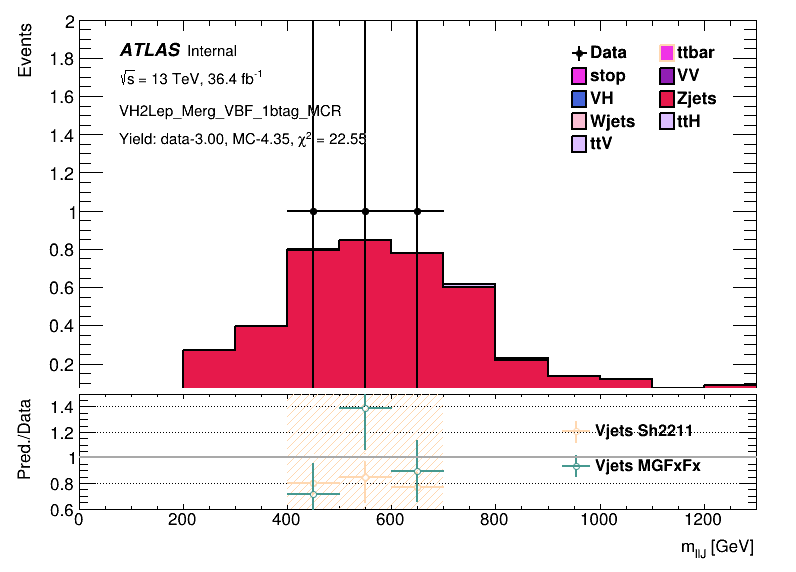 Events
2
1.8
1.6
1.4
1.2
1
0.8
0.6
0.4
0.2
ATLAS Internal
√s = 13 TeV, 36.4 fb⁻¹
VH2Lep_Merg_VBF_1btag_MCR
Yield: data-3.00, MC-4.35, χ² = 22.55
Data ttbar
stop VV
VH Zjets
Wjets ttH
ttV
Pred./Data
1.4
1.2
1
0.8
0.6
Vjets Sh2211
Vjets MGFxFx
0 200 400 600 800 1000 1200
m_llJ [GeV]